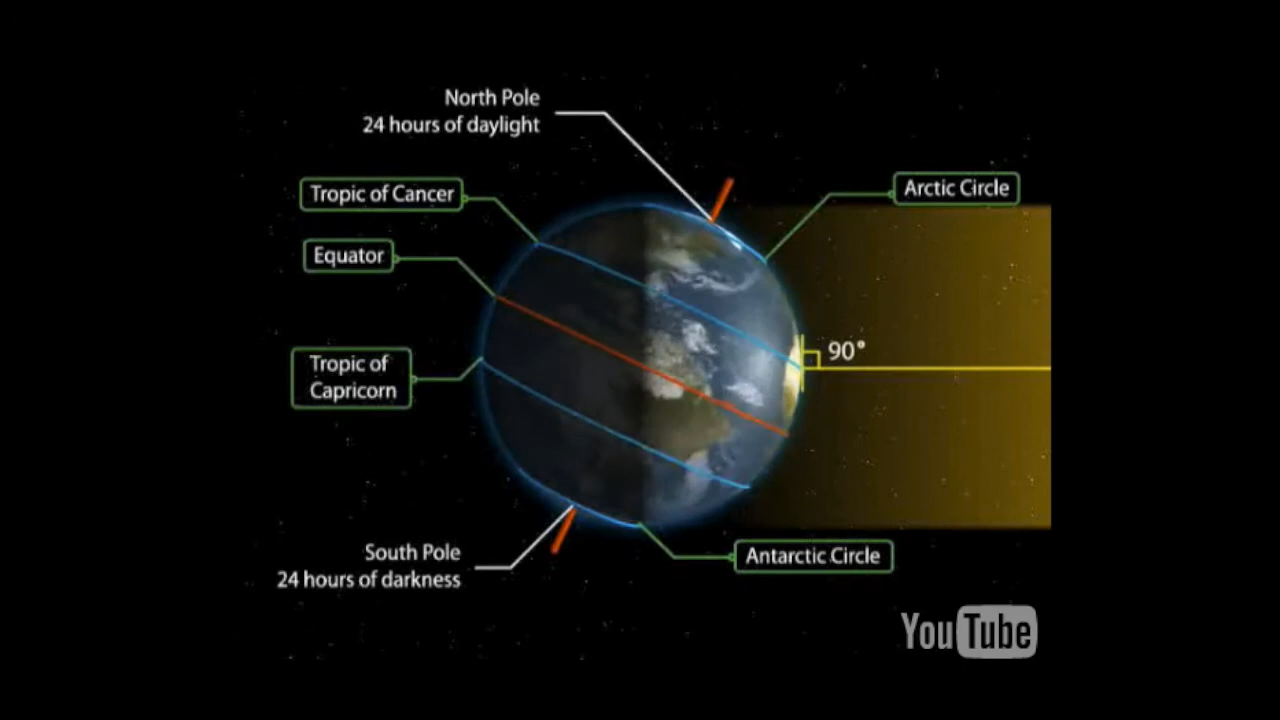 North Pole
24 hours of daylight
Tropic of Cancer
Arctic Circle
Equator
90°
Tropic of
Capricorn
South Pole
24 hours of darkness
Antarctic Circle
YouTube